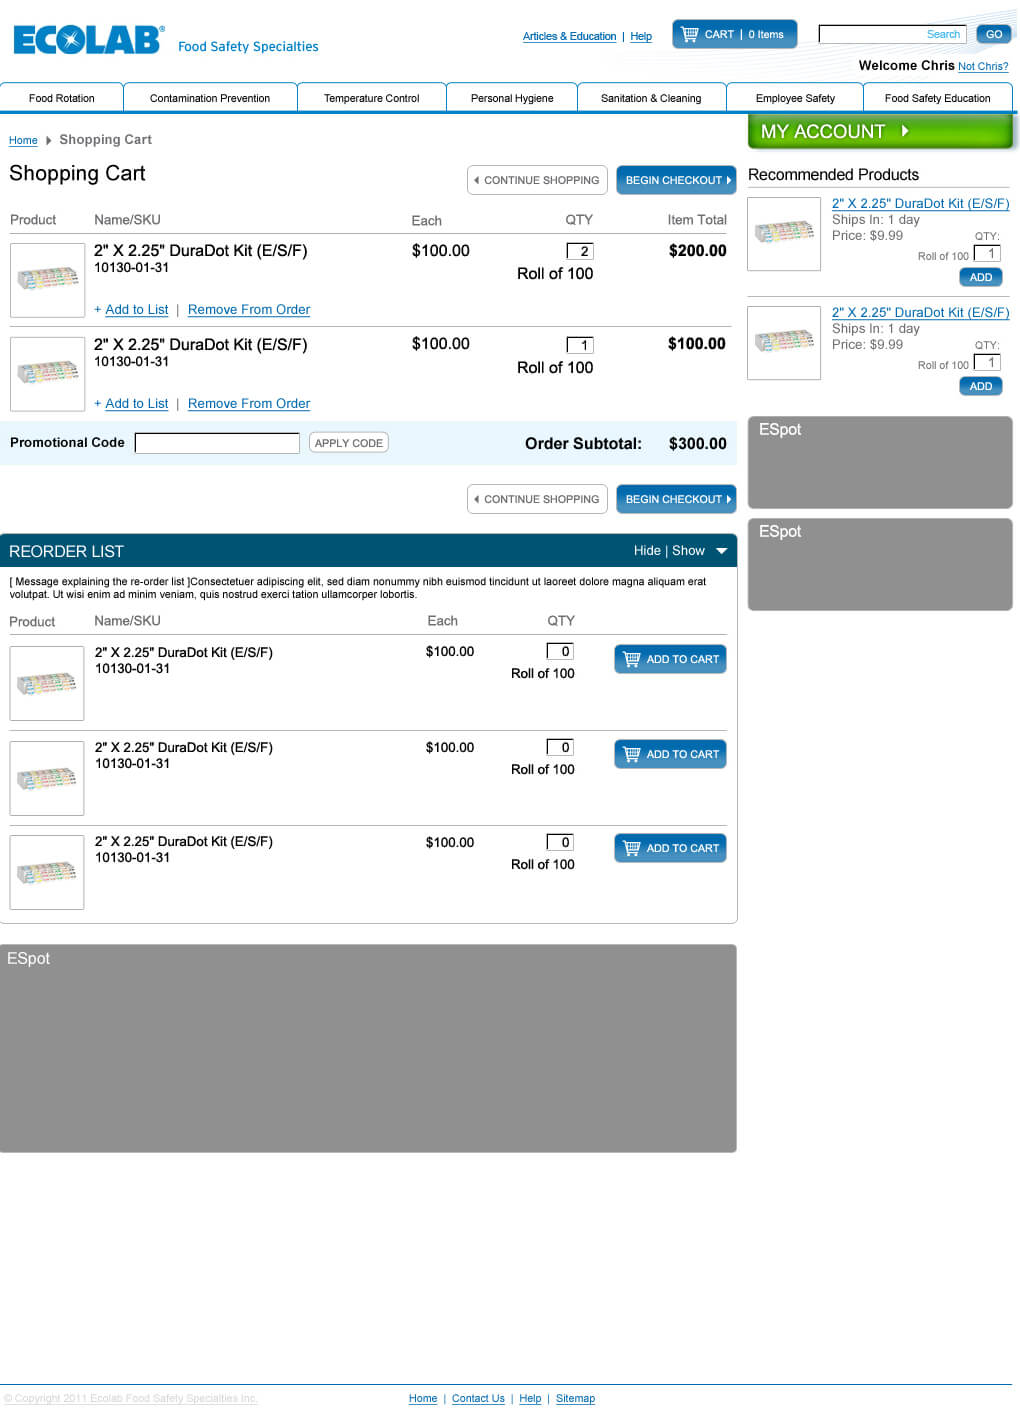 ECOLAB® Food Safety Specialties
Articles & Education | Help
CART | 0 Items
Search
GO
Welcome Chris Not Chris?
Food Rotation
Contamination Prevention
Temperature Control
Personal Hygiene
Sanitation & Cleaning
Employee Safety
Food Safety Education
Home Shopping Cart
MY ACCOUNT
Shopping Cart
CONTINUE SHOPPING
BEGIN CHECKOUT
Product Name/SKU Each QTY Item Total
2" X 2.25" DuraDot Kit (E/S/F) $100.00 2 $200.00
10130-01-31
Roll of 100
+ Add to List | Remove From Order
2" X 2.25" DuraDot Kit (E/S/F) $100.00 1 $100.00
10130-01-31
Roll of 100
+ Add to List | Remove From Order
Promotional Code APPLY CODE Order Subtotal: $300.00
CONTINUE SHOPPING
BEGIN CHECKOUT
Recommended Products
2" X 2.25" DuraDot Kit (E/S/F)
Ships In: 1 day
Price: $9.99
QTY:
Roll of 100 1
ADD
2" X 2.25" DuraDot Kit (E/S/F)
Ships In: 1 day
Price: $9.99
QTY:
Roll of 100 1
ADD
ESpot
ESpot
REORDER LIST Hide | Show
[ Message explaining the re-order list ]Consectetuer adipiscing elit, sed diam nonummy nibh euismod tincidunt ut laoreet dolore magna aliquam erat
volutpat. Ut wisi enim ad minim veniam, quis nostrud exerci tation ullamcorper lobortis.
Product Name/SKU Each QTY
2" X 2.25" DuraDot Kit (E/S/F) $100.00 0 ADD TO CART
10130-01-31
Roll of 100
2" X 2.25" DuraDot Kit (E/S/F) $100.00 0 ADD TO CART
10130-01-31
Roll of 100
2" X 2.25" DuraDot Kit (E/S/F) $100.00 0 ADD TO CART
10130-01-31
Roll of 100
ESpot
© Copyright 2011 Ecolab Food Safety Specialties Inc.
Home | Contact Us | Help | Sitemap